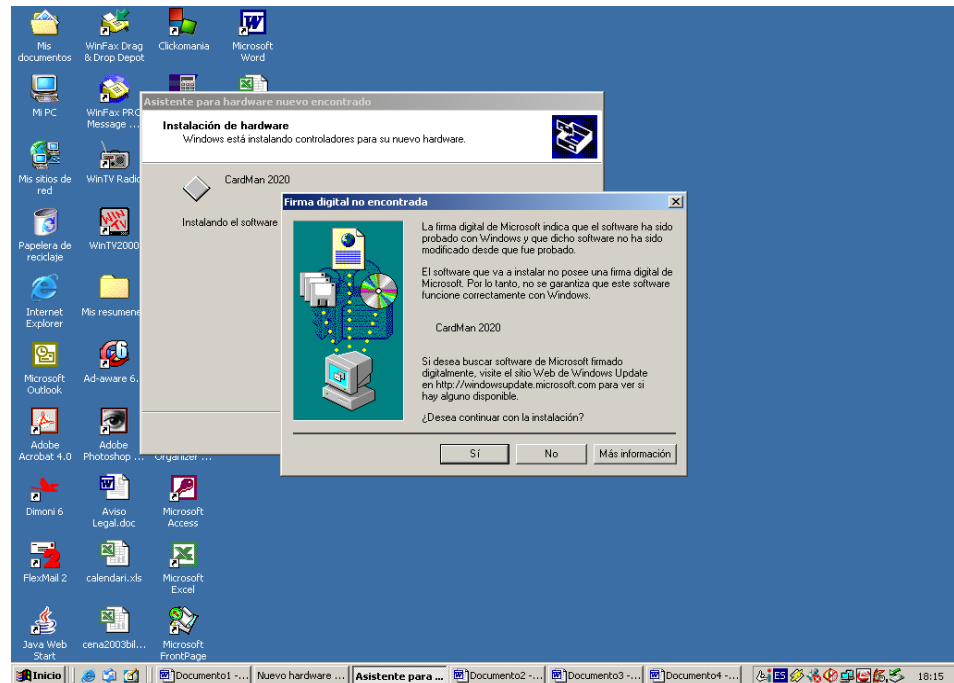 Mis documentos
WinFax Drag & Drop Depot
Clickomania
Microsoft Word
Mi PC
WinFax PRO Message ...
Mis sitios de red
WinTV Radio
Papelera de reciclaje
WinTV2000
Internet Explorer
Mis resumene
Microsoft Outlook
Ad-aware 6.
Adobe Acrobat 4.0
Adobe Photoshop ...
Organizer ...
Dimoni 6
Aviso Legal.doc
Microsoft Access
FlexMail 2
calendari.xls
Microsoft Excel
Java Web Start
cena2003bil...
Microsoft FrontPage
Asistente para hardware nuevo encontrado
Instalación de hardware
Windows está instalando controladores para su nuevo hardware.
CardMan 2020
Instalando el software
Firma digital no encontrada
La firma digital de Microsoft indica que el software ha sido
probado con Windows y que dicho software no ha sido
modificado desde que fue probado.
El software que va a instalar no posee una firma digital de
Microsoft. Por lo tanto, no se garantiza que este software
funcione correctamente con Windows.
CardMan 2020
Si desea buscar software de Microsoft firmado
digitalmente, visite el sitio Web de Windows Update
en http://windowsupdate.microsoft.com para ver si
hay alguno disponible.
¿Desea continuar con la instalación?
Sí
No
Más información
Inicio
Documento1 -...
Nuevo hardware ...
Asistente para ...
Documento2 -...
Documento3 -...
Documento4 -...
ES
18:15